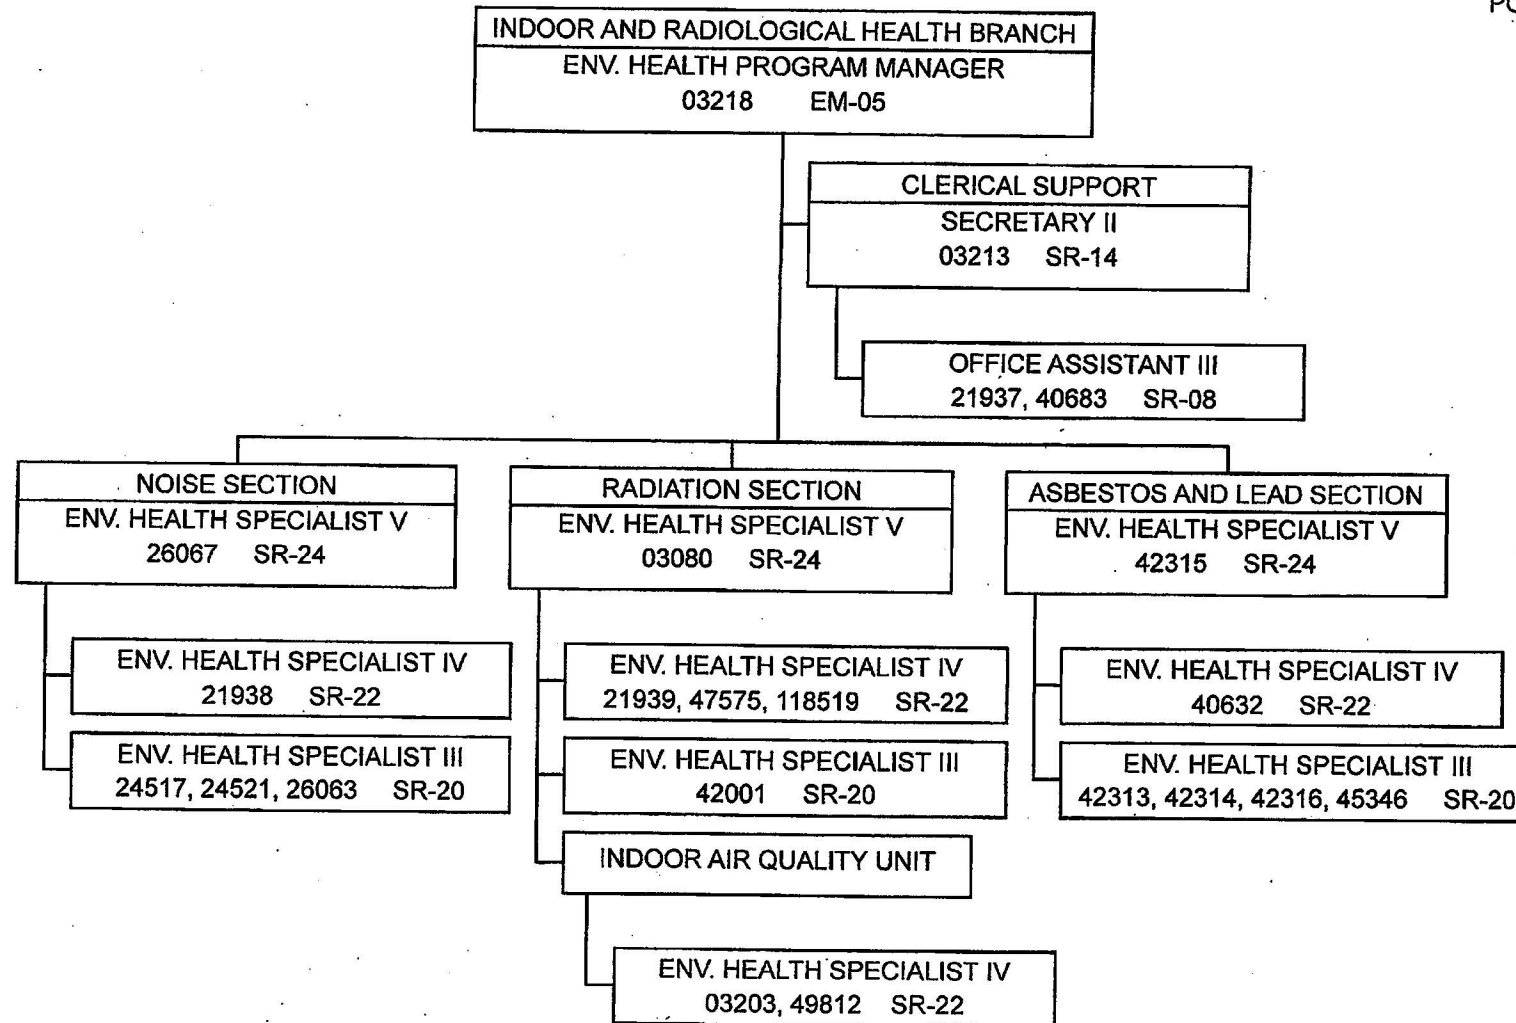 PO
INDOOR AND RADIOLOGICAL HEALTH BRANCH
ENV. HEALTH PROGRAM MANAGER
03218 EM-05
CLERICAL SUPPORT
SECRETARY II
03213 SR-14
OFFICE ASSISTANT III
21937, 40683 SR-08
NOISE SECTION
ENV. HEALTH SPECIALIST V
26067 SR-24
ENV. HEALTH SPECIALIST IV
21938 SR-22
ENV. HEALTH SPECIALIST III
24517, 24521, 26063 SR-20
RADIATION SECTION
ENV. HEALTH SPECIALIST V
03080 SR-24
ENV. HEALTH SPECIALIST IV
21939, 47575, 118519 SR-22
ENV. HEALTH SPECIALIST III
42001 SR-20
INDOOR AIR QUALITY UNIT
ENV. HEALTH SPECIALIST IV
03203, 49812 SR-22
ASBESTOS AND LEAD SECTION
ENV. HEALTH SPECIALIST V
42315 SR-24
ENV. HEALTH SPECIALIST IV
40632 SR-22
ENV. HEALTH SPECIALIST III
42313, 42314, 42316, 45346 SR-20